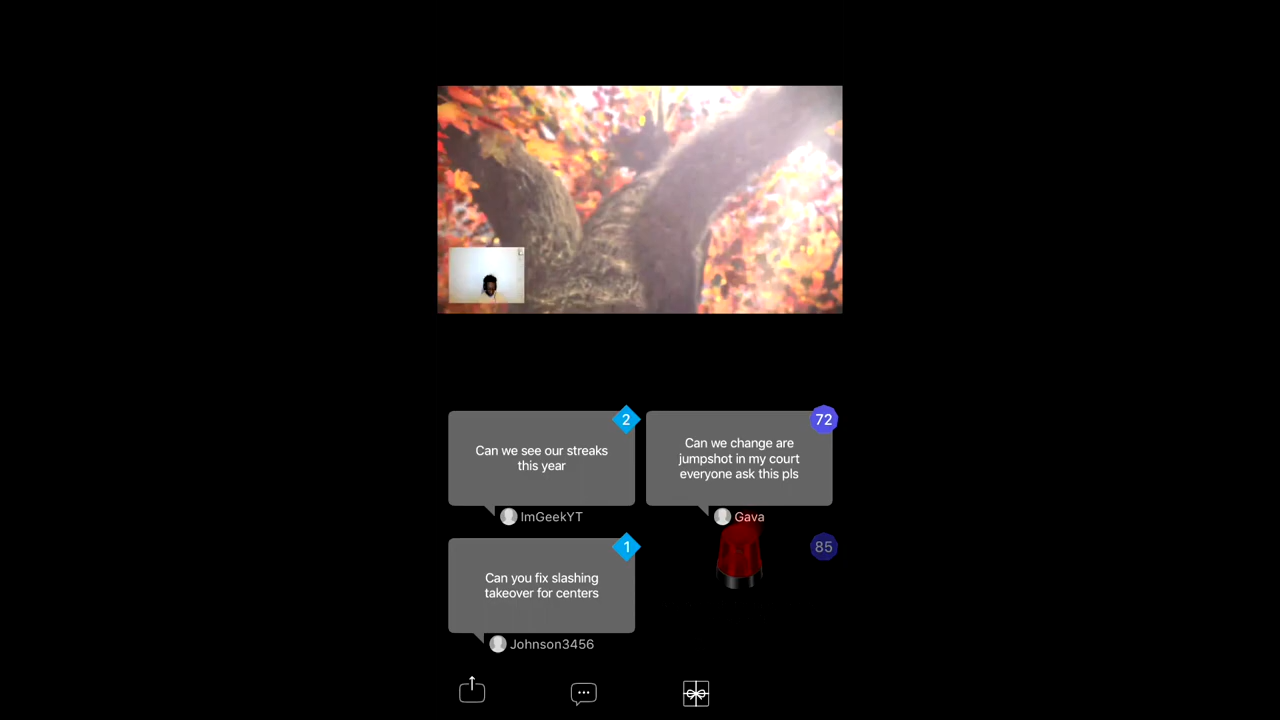 2
72
Can we see our streaks
this year
Can we change are
jumpshot in my court
everyone ask this pls
ImGeekYT
Gava
1
85
Can you fix slashing
takeover for centers
Johnson3456